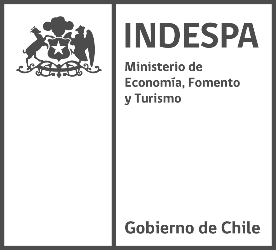 INDESPA
Ministerio de
Economía, Fomento
y Turismo
Gobierno de Chile